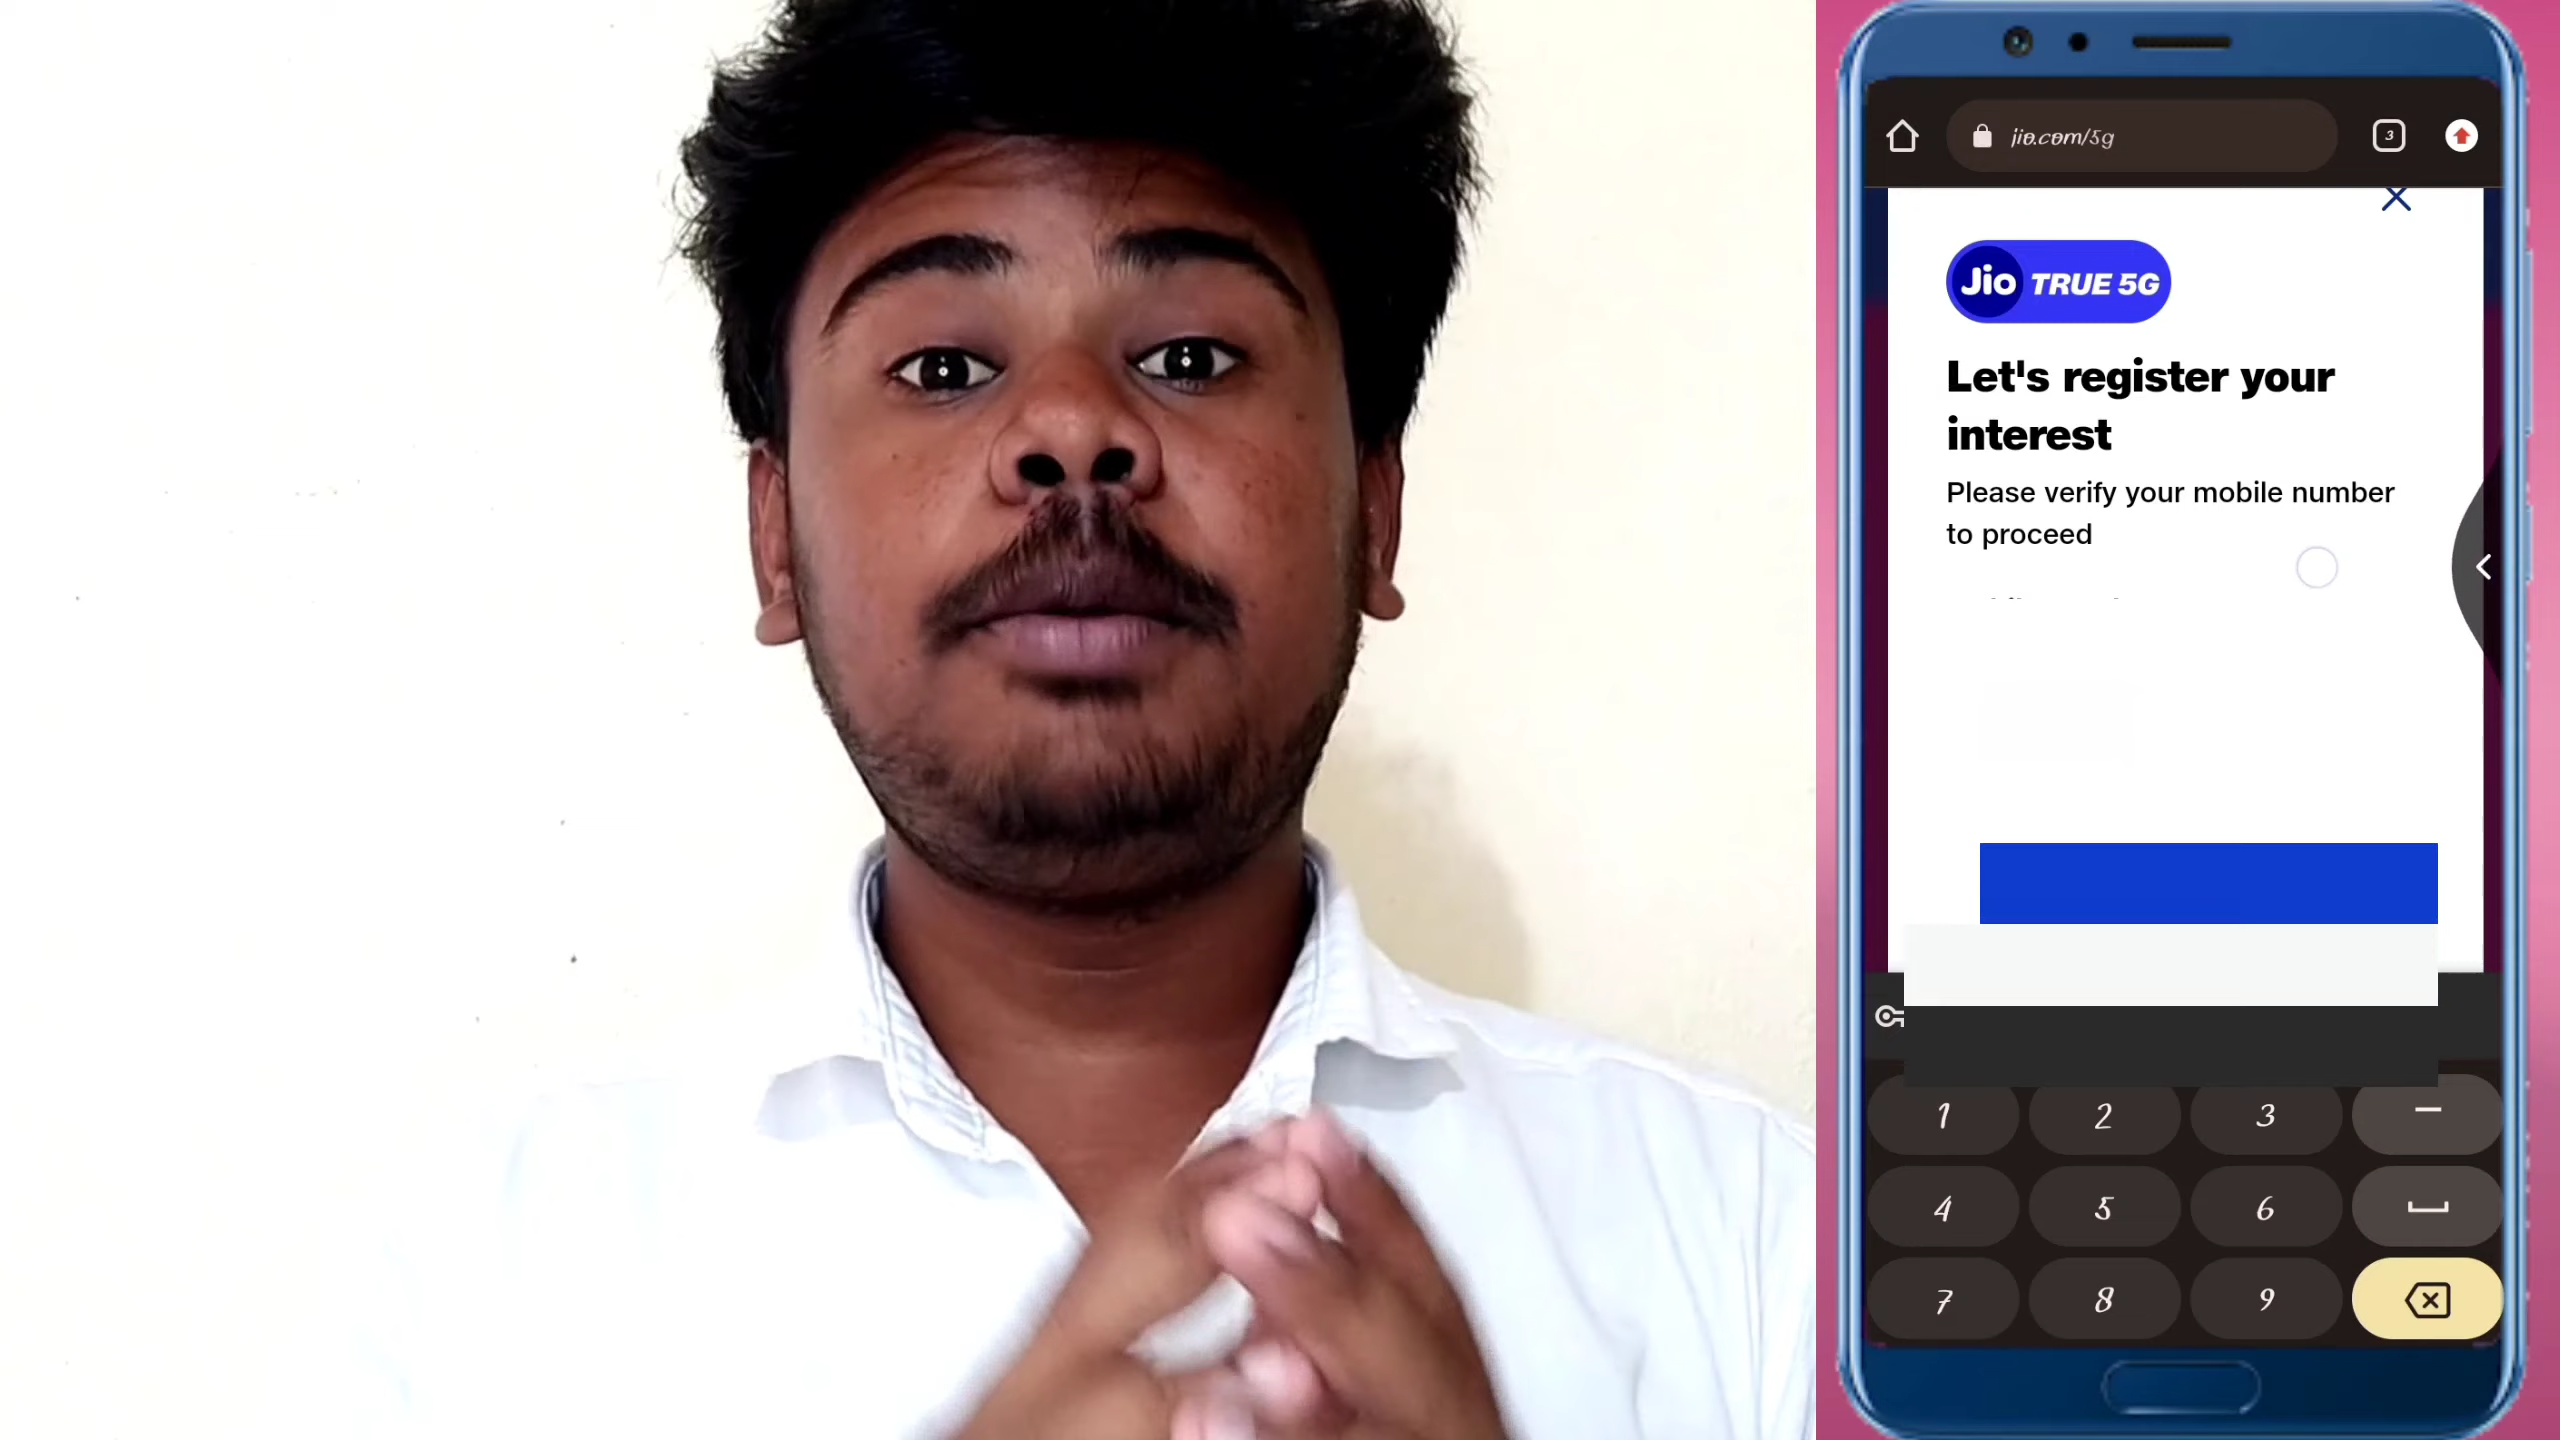 jio.com/5g
3
Jio TRUE 5G
Let's register your
interest
Please verify your mobile number
to proceed
1 2 3 –
4 5 6
7 8 9